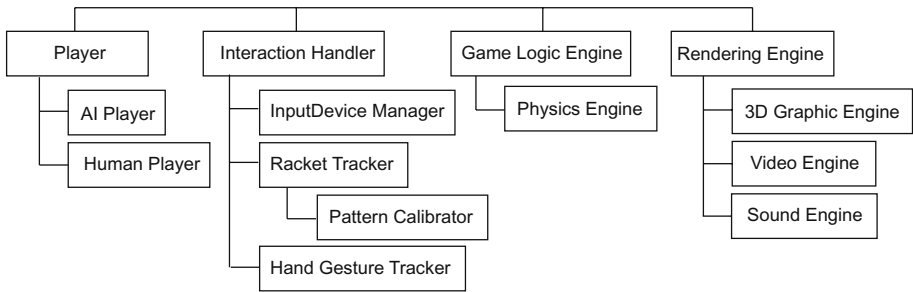 Player
AI Player
Human Player
Interaction Handler
InputDevice Manager
Racket Tracker
Pattern Calibrator
Hand Gesture Tracker
Game Logic Engine
Physics Engine
Rendering Engine
3D Graphic Engine
Video Engine
Sound Engine